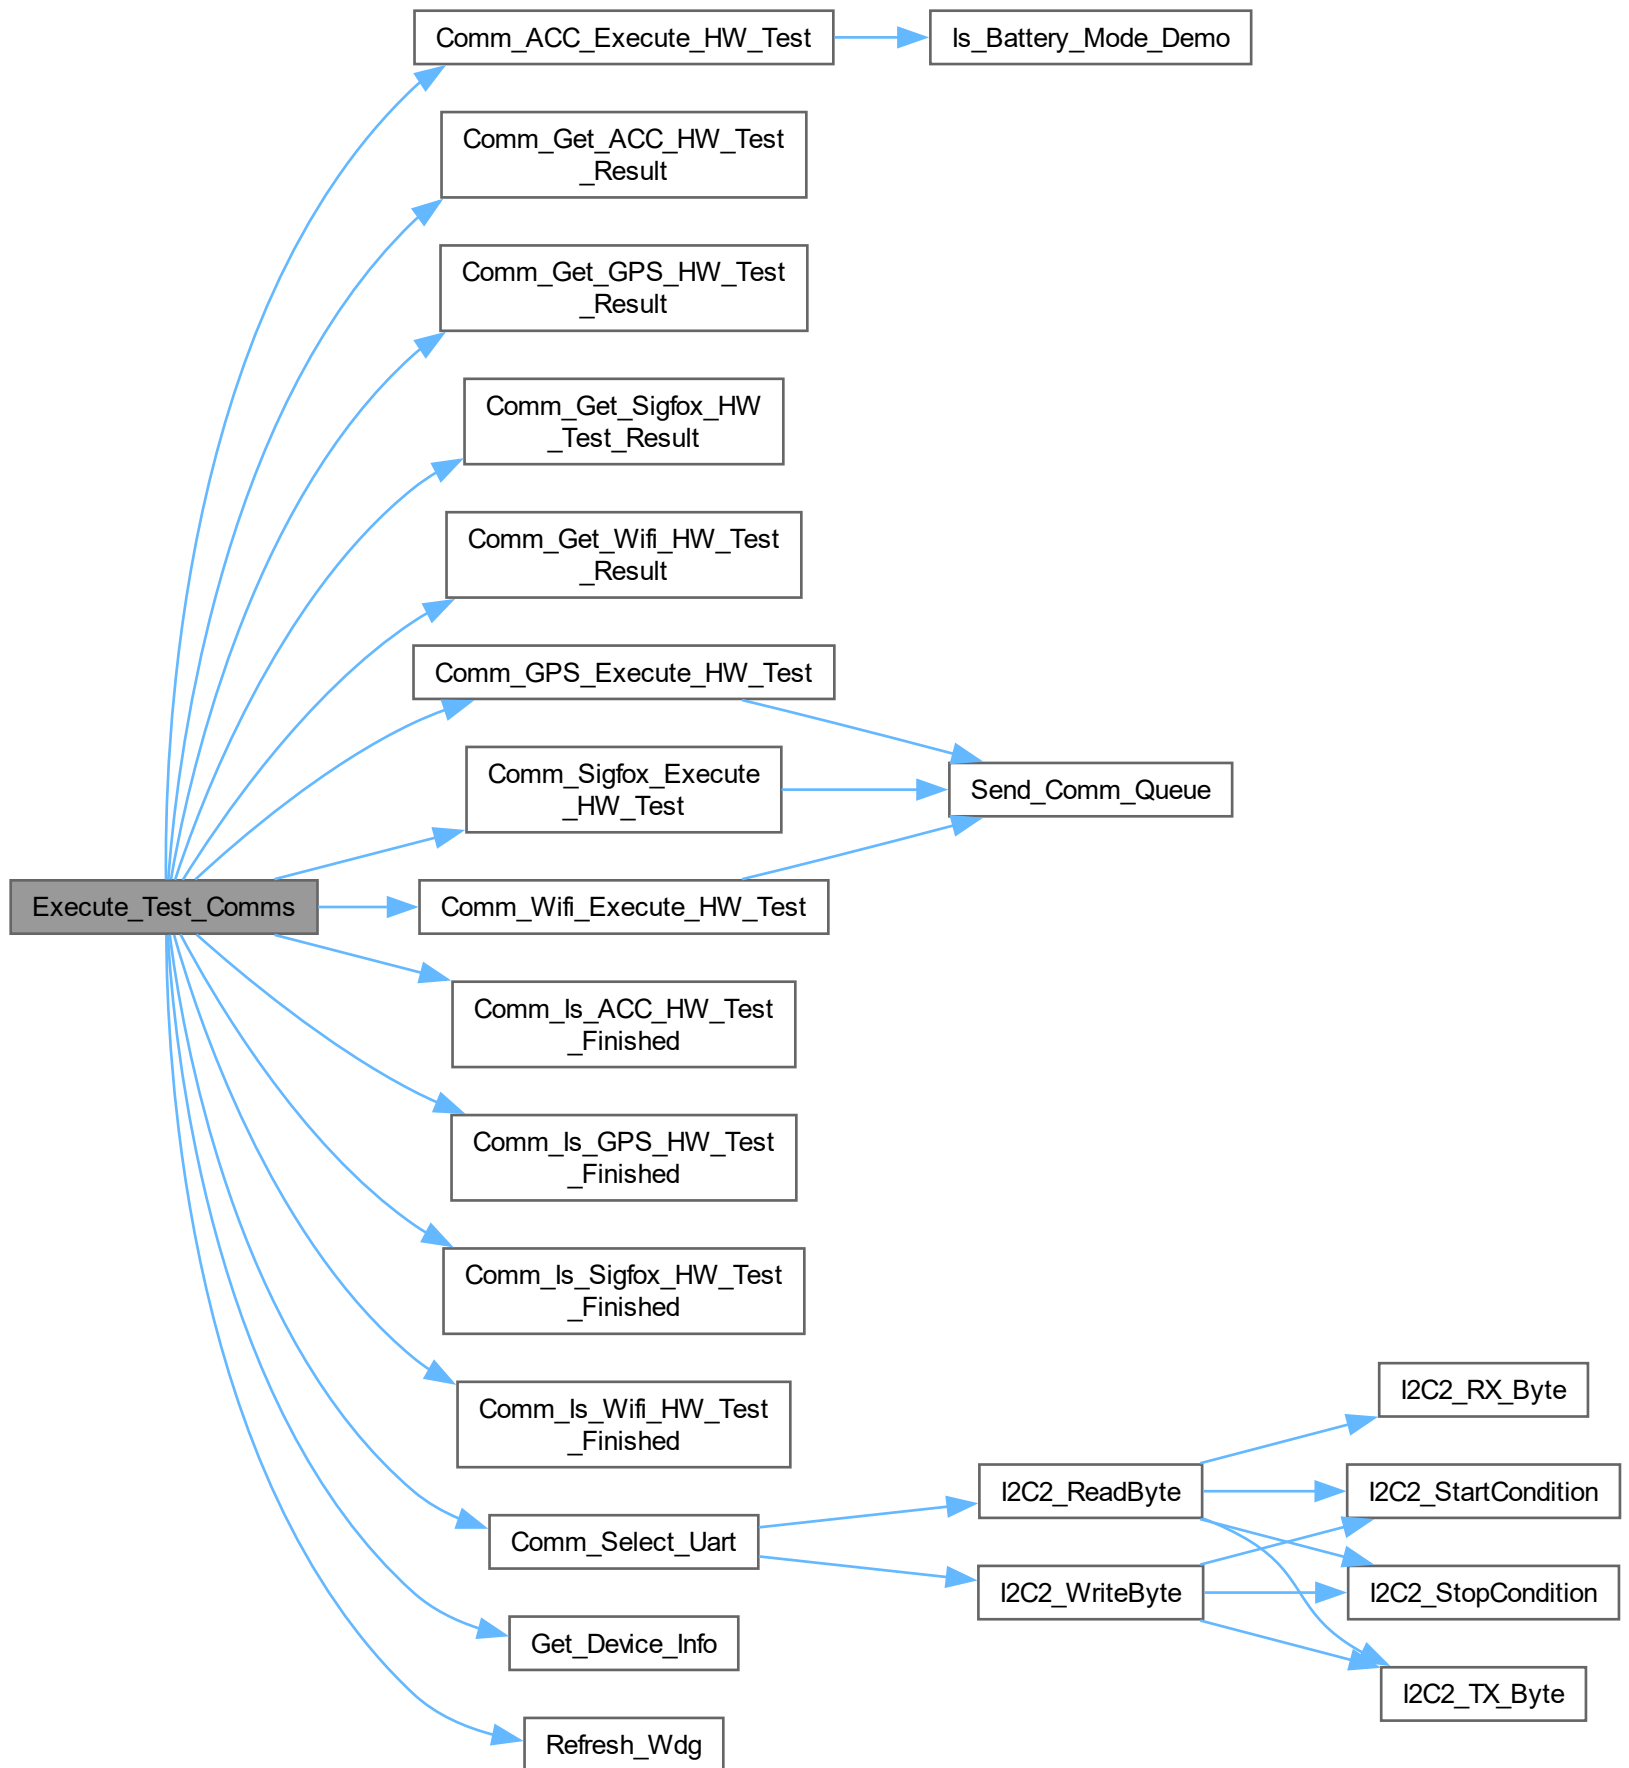 Comm_ACC_Execute_HW_Test
Is_Battery_Mode_Demo
Comm_Get_ACC_HW_Test
_Result
Comm_Get_GPS_HW_Test
_Result
Comm_Get_Sigfox_HW
_Test_Result
Comm_Get_Wifi_HW_Test
_Result
Comm_GPS_Execute_HW_Test
Comm_Sigfox_Execute
_HW_Test
Send_Comm_Queue
Execute_Test_Comms
Comm_Wifi_Execute_HW_Test
Comm_Is_ACC_HW_Test
_Finished
Comm_Is_GPS_HW_Test
_Finished
Comm_Is_Sigfox_HW_Test
_Finished
Comm_Is_Wifi_HW_Test
_Finished
Comm_Select_Uart
I2C2_ReadByte
I2C2_WriteByte
I2C2_RX_Byte
I2C2_StartCondition
I2C2_StopCondition
I2C2_TX_Byte
Get_Device_Info
Refresh_Wdg